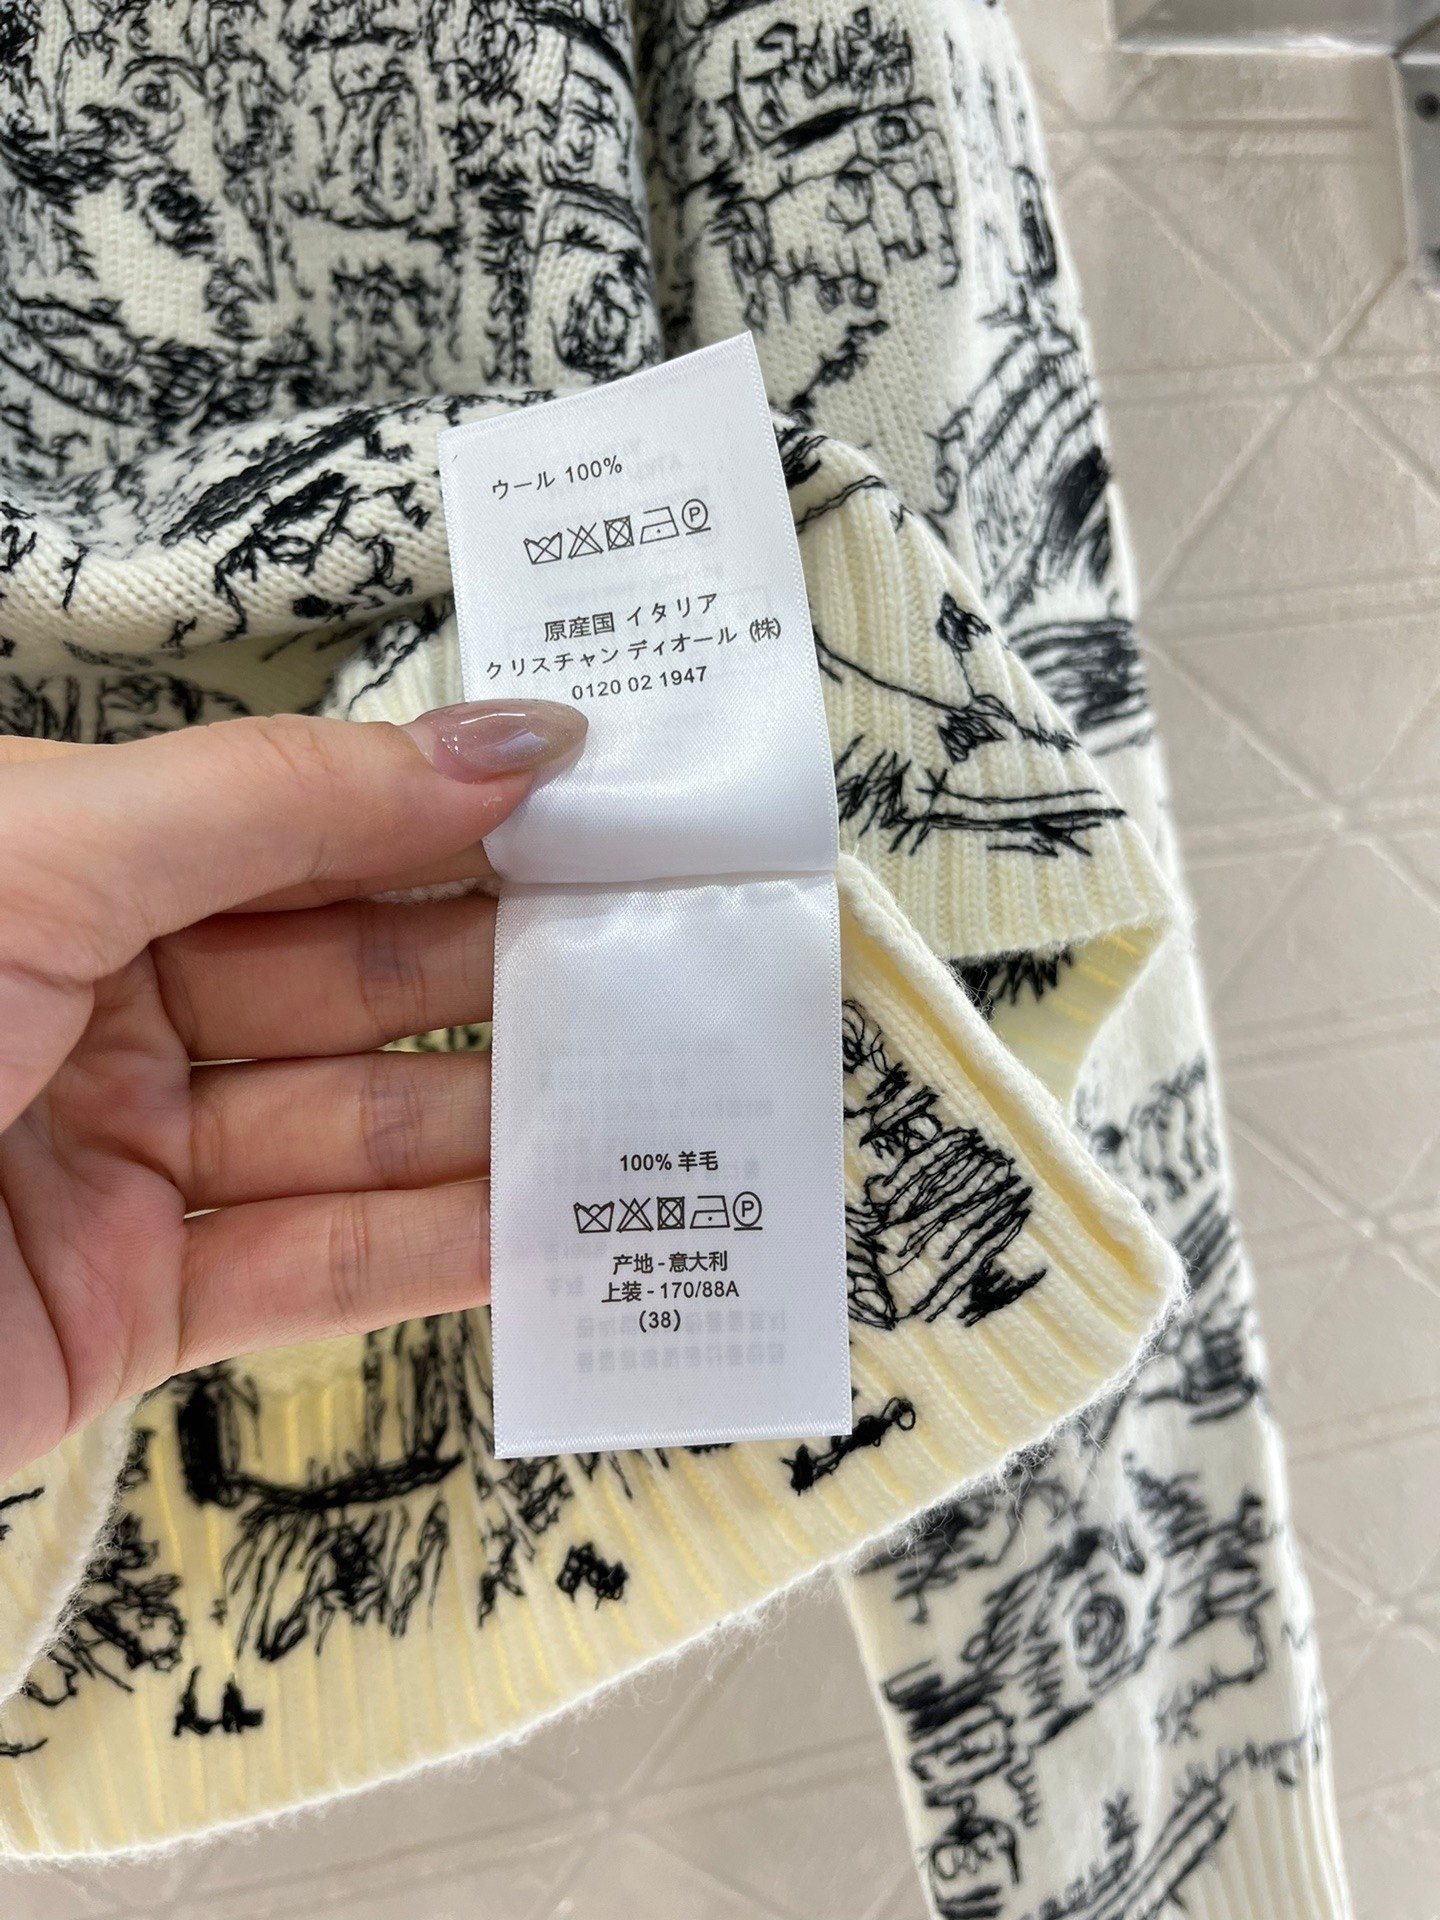 ウール 100%
P
原産国 イタリア
クリスチャン ディオール (株)
0120 02 1947
100% 羊毛
P
产地 - 意大利
上装 - 170/88A
(38)